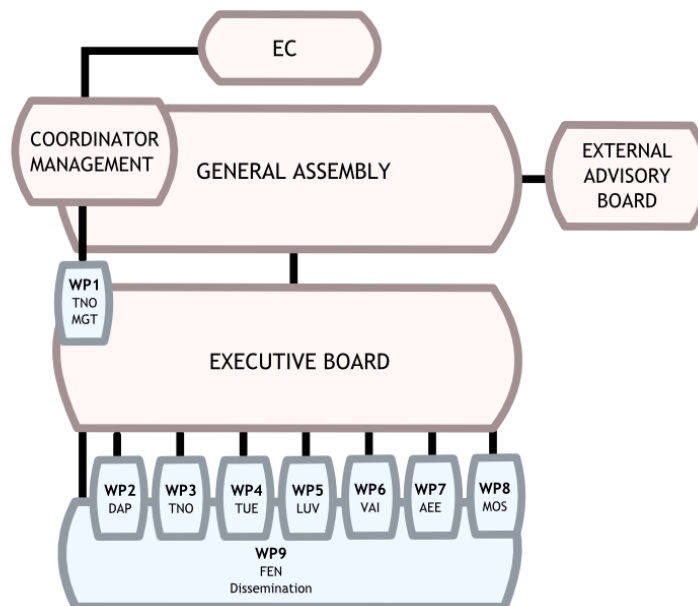 EC
COORDINATOR
MANAGEMENT
GENERAL ASSEMBLY
EXTERNAL
ADVISORY
BOARD
WP1
TNO
MGT
EXECUTIVE BOARD
WP2
DAP
WP3
TNO
WP4
TUE
WP5
LUV
WP6
VAI
WP7
AEE
WP8
MOS
WP9
FEN
Dissemination